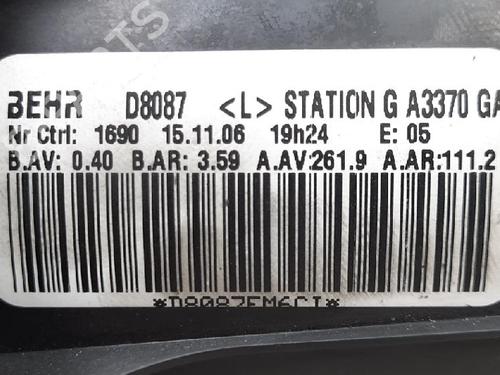 BEHR D8087 <L> STATION G A3370 GA
Nr Ctrl: 1690 15.11.06 19h24 E: 05
B.AV: 0.40 B.AR: 3.59 A.AV:261.9 A.AR:111.2
*D8087FM6CI*